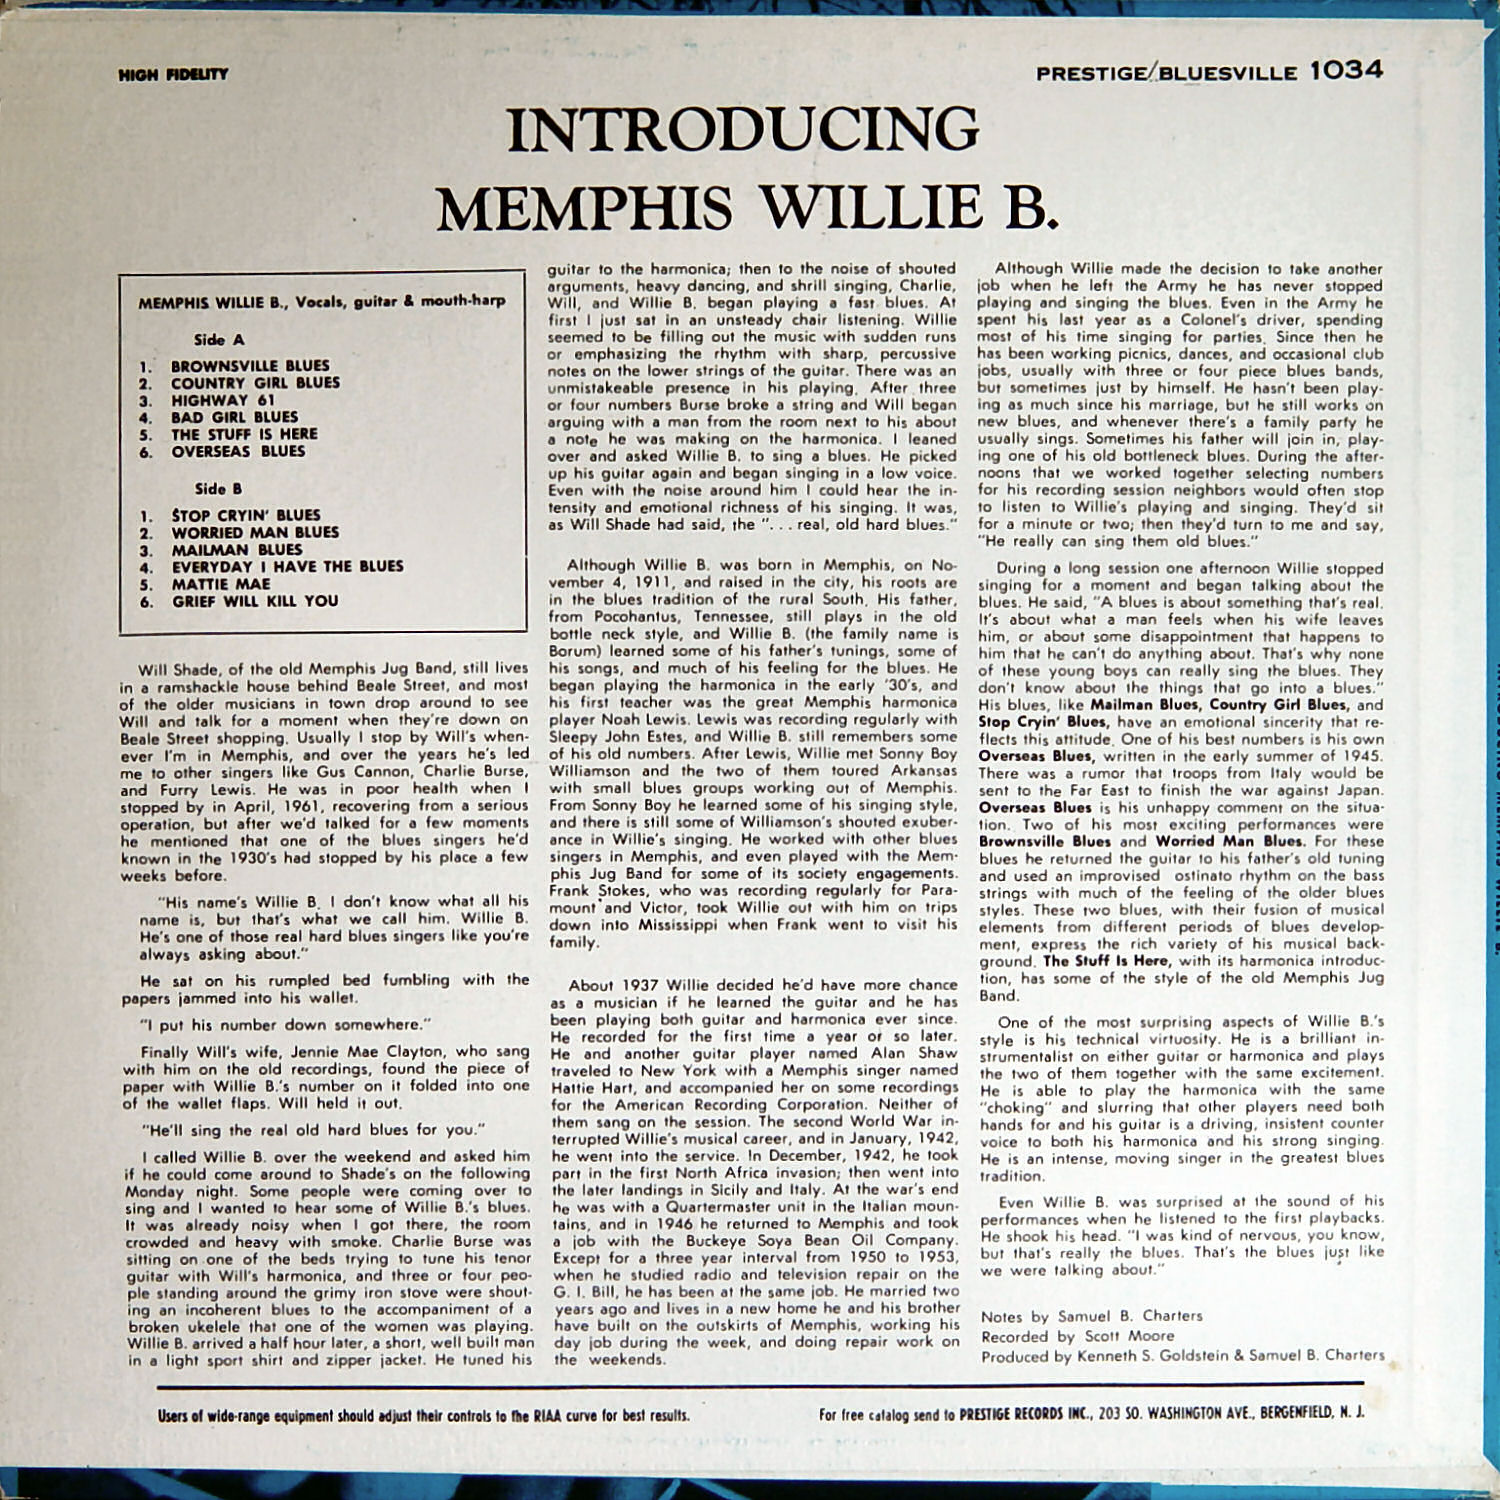 HIGH FIDELITY
PRESTIGE/BLUESVILLE 1034
INTRODUCING
MEMPHIS WILLIE B.
MEMPHIS WILLIE B., Vocals, guitar & mouth-harp
Side A
1. BROWNSVILLE BLUES
2. COUNTRY GIRL BLUES
3. HIGHWAY 61
4. BAD GIRL BLUES
5. THE STUFF IS HERE
6. OVERSEAS BLUES
Side B
1. STOP CRYIN' BLUES
2. WORRIED MAN BLUES
3. MAILMAN BLUES
4. EVERYDAY I HAVE THE BLUES
5. MATTIE MAE
6. GRIEF WILL KILL YOU
Will Shade, of the old Memphis Jug Band, still lives
in a ramshackle house behind Beale Street, and most
of the older musicians in town drop around to see
Will and talk for a moment when they're down on
Beale Street shopping. Usually I stop by Will's when-
ever I'm in Memphis, and over the years he's led
me to other singers like Gus Cannon, Charlie Burse,
and Furry Lewis. He was in poor health when I
stopped by in April, 1961, recovering from a serious
operation, but after we'd talked for a few moments
he mentioned that one of the blues singers he'd
known in the 1930's had stopped by his place a few
weeks before.
"His name's Willie B. I don't know what all his
name is, but that's what we call him. Willie B.
He's one of those real hard blues singers like you're
always asking about."
He sat on his rumpled bed fumbling with the
papers jammed into his wallet.
"I put his number down somewhere."
Finally Will's wife, Jennie Mae Clayton, who sang
with him on the old recordings, found the piece of
paper with Willie B.'s number on it folded into one
of the wallet flaps. Will held it out.
"He'll sing the real old hard blues for you."
I called Willie B. over the weekend and asked him
if he could come around to Shade's on the following
Monday night. Some people were coming over to
sing and I wanted to hear some of Willie B.'s blues.
It was already noisy when I got there, the room
crowded and heavy with smoke. Charlie Burse was
sitting on one of the beds trying to tune his tenor
guitar with Will's harmonica, and three or four peo-
ple standing around the grimy iron stove were shout-
ing an incoherent blues to the accompaniment of a
broken ukelele that one of the women was playing.
Willie B. arrived a half hour later, a short, well built man
in a light sport shirt and zipper jacket. He tuned his
guitar to the harmonica; then to the noise of shouted
arguments, heavy dancing, and shrill singing, Charlie,
Will, and Willie B. began playing a fast blues. At
first I just sat in an unsteady chair listening. Willie
seemed to be filling out the music with sudden runs
or emphasizing the rhythm with sharp, percussive
notes on the lower strings of the guitar. There was an
unmistakeable presence in his playing. After three
or four numbers Burse broke a string and Will began
arguing with a man from the room next to his about
a note he was making on the harmonica. I leaned
over and asked Willie B. to sing a blues. He picked
up his guitar again and began singing in a low voice.
Even with the noise around him I could hear the in-
tensity and emotional richness of his singing. It was,
as Will Shade had said, the "...real, old hard blues."
Although Willie B. was born in Memphis, on No-
vember 4, 1911, and raised in the city, his roots are
in the blues tradition of the rural South. His father,
from Pocohantus, Tennessee, still plays in the old
bottle neck style, and Willie B. (the family name is
Borum) learned some of his father's tunings, some of
his songs, and much of his feeling for the blues. He
began playing the harmonica in the early '30's, and
his first teacher was the great Memphis harmonica
player Noah Lewis. Lewis was recording regularly with
Sleepy John Estes, and Willie B. still remembers some
of his old numbers. After Lewis, Willie met Sonny Boy
Williamson and the two of them toured Arkansas
with small blues groups working out of Memphis.
From Sonny Boy he learned some of his singing style,
and there is still some of Williamson's shouted exuber-
ance in Willie's singing. He worked with other blues
singers in Memphis, and even played with the Mem-
phis Jug Band for some of its society engagements.
Frank Stokes, who was recording regularly for Para-
mount and Victor, took Willie out with him on trips
down into Mississippi when Frank went to visit his
family.
About 1937 Willie decided he'd have more chance
as a musician if he learned the guitar and he has
been playing both guitar and harmonica ever since.
He recorded for the first time a year or so later.
He and another guitar player named Alan Shaw
traveled to New York with a Memphis singer named
Hattie Hart, and accompanied her on some recordings
for the American Recording Corporation. Neither of
them sang on the session. The second World War in-
terrupted Willie's musical career, and in January, 1942,
he went into the service. In December, 1942, he took
part in the first North Africa invasion; then went into
the later landings in Sicily and Italy. At the war's end
he was with a Quartermaster unit in the Italian moun-
tains, and in 1946 he returned to Memphis and took
a job with the Buckeye Soya Bean Oil Company.
Except for a three year interval from 1950 to 1953,
when he studied radio and television repair on the
G. I. Bill, he has been at the same job. He married two
years ago and lives in a new home he and his brother
have built on the outskirts of Memphis, working his
day job during the week, and doing repair work on
the weekends.
Although Willie made the decision to take another
job when he left the Army he has never stopped
playing and singing the blues. Even in the Army he
spent his last year as a Colonel's driver, spending
most of his time singing for parties. Since then he
has been working picnics, dances, and occasional club
jobs, usually with three or four piece blues bands,
but sometimes just by himself. He hasn't been play-
ing as much since his marriage, but he still works on
new blues, and whenever there's a family party he
usually sings. Sometimes his father will join in, play-
ing one of his old bottleneck blues. During the after-
noons that we worked together selecting numbers
for his recording session neighbors would often stop
to listen to Willie's playing and singing. They'd sit
for a minute or two; then they'd turn to me and say,
"He really can sing them old blues."
During a long session one afternoon Willie stopped
singing for a moment and began talking about the
blues. He said, "A blues is about something that's real.
It's about what a man feels when his wife leaves
him, or about some disappointment that happens to
him that he can't do anything about. That's why none
of these young boys can really sing the blues. They
don't know about the things that go into a blues."
His blues, like Mailman Blues, Country Girl Blues, and
Stop Cryin' Blues, have an emotional sincerity that re-
flects this attitude. One of his best numbers is his own
Overseas Blues, written in the early summer of 1945.
There was a rumor that troops from Italy would be
sent to the Far East to finish the war against Japan.
Overseas Blues is his unhappy comment on the situa-
tion. Two of his most exciting performances were
Brownsville Blues and Worried Man Blues. For these
blues he returned the guitar to his father's old tuning
and used an improvised ostinato rhythm on the bass
strings with much of the feeling of the older blues
styles. These two blues, with their fusion of musical
elements from different periods of blues develop-
ment, express the rich variety of his musical back-
ground. The Stuff Is Here, with its harmonica introduc-
tion, has some of the style of the old Memphis Jug
Band.
One of the most surprising aspects of Willie B.'s
style is his technical virtuosity. He is a brilliant in-
strumentalist on either guitar or harmonica and plays
the two of them together with the same excitement.
He is able to play the harmonica with the same
"choking" and slurring that other players need both
hands for and his guitar is a driving, insistent counter
voice to both his harmonica and his strong singing.
He is an intense, moving singer in the greatest blues
tradition.
Even Willie B. was surprised at the sound of his
performances when he listened to the first playbacks.
He shook his head. "I was kind of nervous, you know,
but that's really the blues. That's the blues just like
we were talking about."
Notes by Samuel B. Charters
Recorded by Scott Moore
Produced by Kenneth S. Goldstein & Samuel B. Charters
Users of wide-range equipment should adjust their controls to the RIAA curve for best results.
For free catalog send to PRESTIGE RECORDS INC., 203 SO. WASHINGTON AVE., BERGENFIELD, N. J.